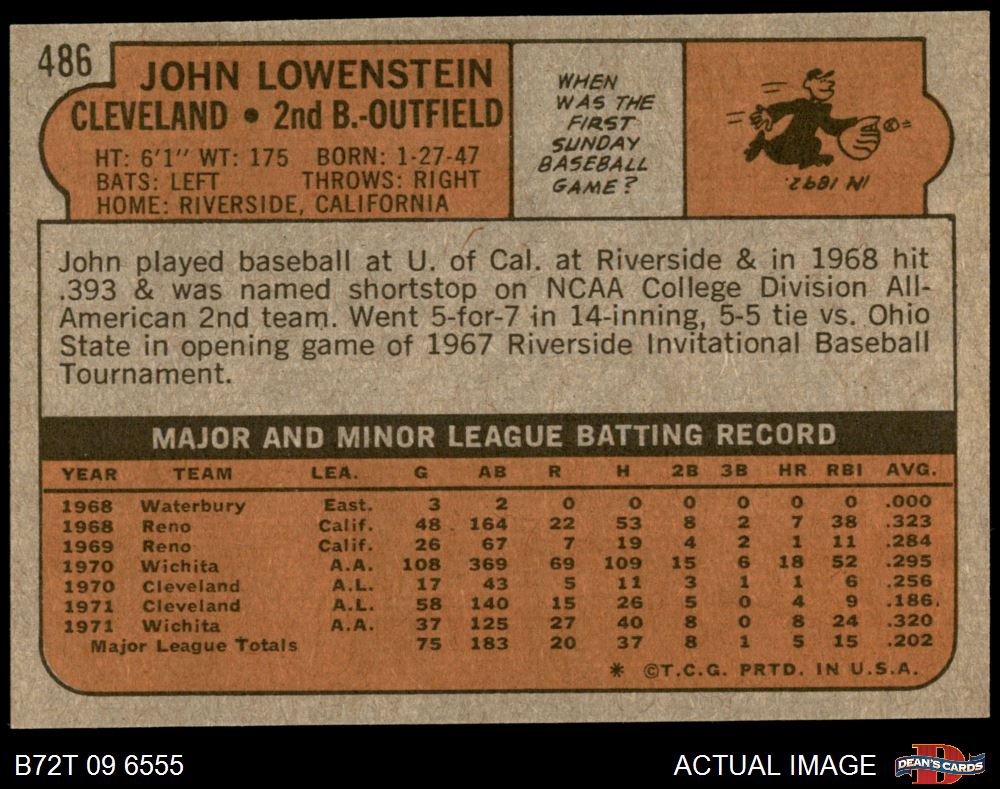 486
JOHN LOWENSTEIN
CLEVELAND • 2nd B.-OUTFIELD
HT: 6'1" WT: 175 BORN: 1-27-47
BATS: LEFT THROWS: RIGHT
HOME: RIVERSIDE, CALIFORNIA
WHEN
WAS THE
FIRST
SUNDAY
BASEBALL
GAME?
IN 1892.
John played baseball at U. of Cal. at Riverside & in 1968 hit
.393 & was named shortstop on NCAA College Division All-
American 2nd team. Went 5-for-7 in 14-inning, 5-5 tie vs. Ohio
State in opening game of 1967 Riverside Invitational Baseball
Tournament.
MAJOR AND MINOR LEAGUE BATTING RECORD
YEAR TEAM LEA. G AB R H 2B 3B HR RBI AVG.
1968 Waterbury East. 3 2 0 0 0 0 0 0 .000
1968 Reno Calif. 48 164 22 53 8 2 7 38 .323
1969 Reno Calif. 26 67 7 19 4 2 1 11 .284
1970 Wichita A.A. 108 369 69 109 15 6 18 52 .295
1970 Cleveland A.L. 17 43 5 11 3 1 1 6 .256
1971 Cleveland A.L. 58 140 15 26 5 0 4 9 .186.
1971 Wichita A.A. 37 125 27 40 8 0 8 24 .320
Major League Totals 75 183 20 37 8 1 5 15 .202
* ©T.C.G. PRTD. IN U.S.A.
B72T 09 6555
ACTUAL IMAGE
D
DEAN'S CARDS